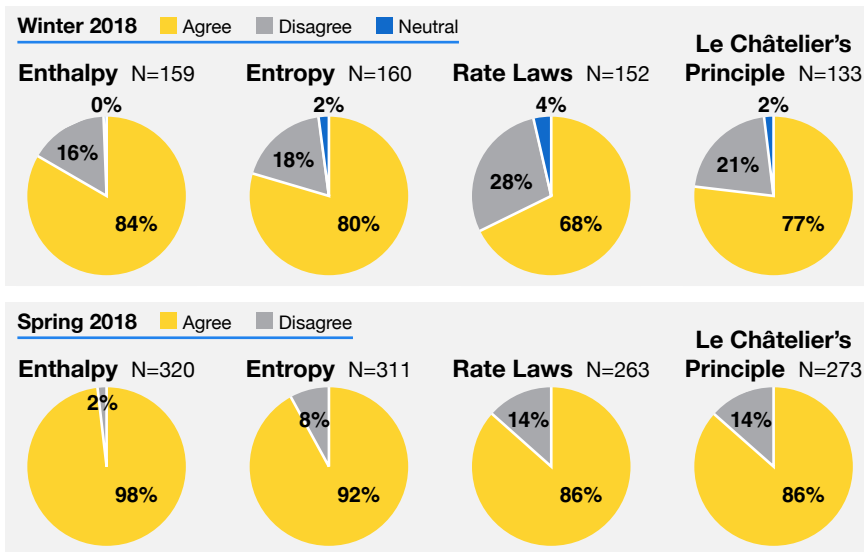 Winter 2018 Agree Disagree Neutral
Enthalpy N=159
Entropy N=160
Rate Laws N=152
Le Châtelier's
Principle N=133
0%
16%
84%
2%
18%
80%
4%
28%
68%
2%
21%
77%
Spring 2018 Agree Disagree
Enthalpy N=320
Entropy N=311
Rate Laws N=263
Le Châtelier's
Principle N=273
2%
98%
8%
92%
14%
86%
14%
86%